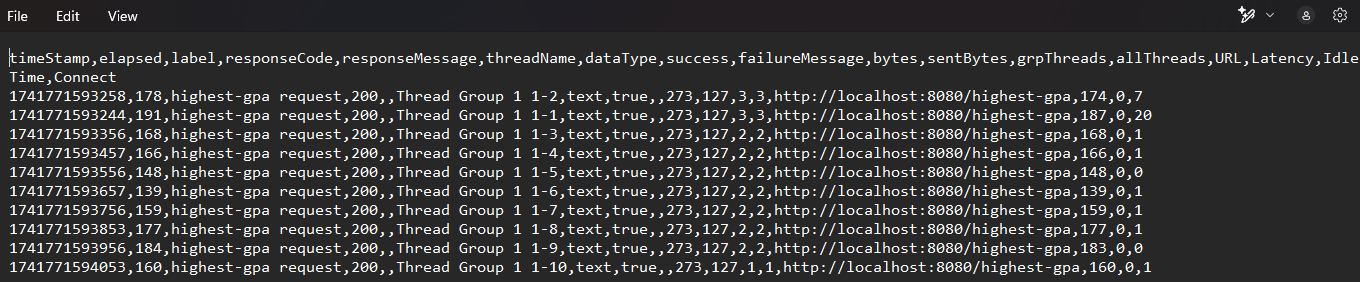 File Edit View
timeStamp,elapsed,label,responseCode,responseMessage,threadName,dataType,success,failureMessage,bytes,sentBytes,grpThreads,allThreads,URL,Latency,Idle
Time,Connect
1741771593258,178,highest-gpa request,200,,Thread Group 1 1-2,text,true,,273,127,3,3,http://localhost:8080/highest-gpa,174,0,7
1741771593244,191,highest-gpa request,200,,Thread Group 1 1-1,text,true,,273,127,3,3,http://localhost:8080/highest-gpa,187,0,20
1741771593356,168,highest-gpa request,200,,Thread Group 1 1-3,text,true,,273,127,2,2,http://localhost:8080/highest-gpa,168,0,1
1741771593457,166,highest-gpa request,200,,Thread Group 1 1-4,text,true,,273,127,2,2,http://localhost:8080/highest-gpa,166,0,1
1741771593556,148,highest-gpa request,200,,Thread Group 1 1-5,text,true,,273,127,2,2,http://localhost:8080/highest-gpa,148,0,0
1741771593657,139,highest-gpa request,200,,Thread Group 1 1-6,text,true,,273,127,2,2,http://localhost:8080/highest-gpa,139,0,1
1741771593756,159,highest-gpa request,200,,Thread Group 1 1-7,text,true,,273,127,2,2,http://localhost:8080/highest-gpa,159,0,1
1741771593853,177,highest-gpa request,200,,Thread Group 1 1-8,text,true,,273,127,2,2,http://localhost:8080/highest-gpa,177,0,1
1741771593956,184,highest-gpa request,200,,Thread Group 1 1-9,text,true,,273,127,2,2,http://localhost:8080/highest-gpa,183,0,0
1741771594053,160,highest-gpa request,200,,Thread Group 1 1-10,text,true,,273,127,1,1,http://localhost:8080/highest-gpa,160,0,1